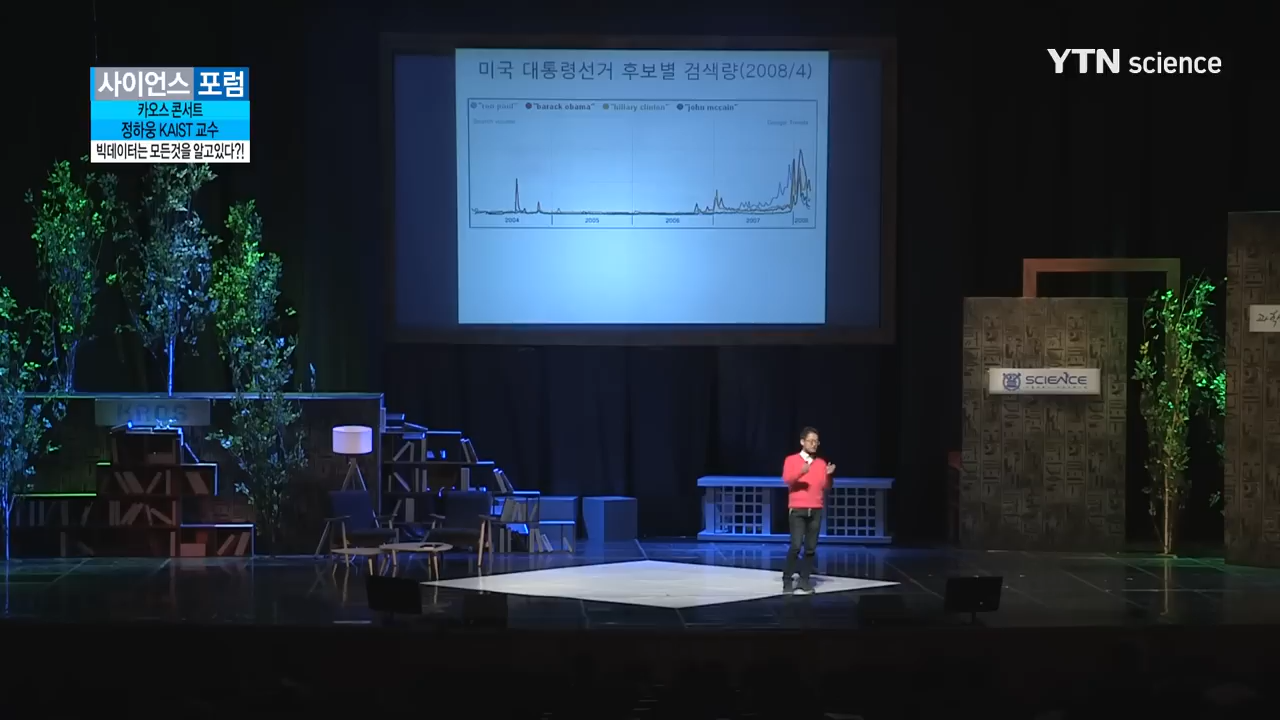 사이언스 포럼
카오스 콘서트
정하웅 KAIST 교수
빅데이터는 모든것을 알고있다?!
YTN science
미국 대통령선거 후보별 검색량(2008/4)
"ron paul" "barack obama" "hillary clinton" "john mccain"
Google Trends
2004 2005 2006 2007 2008
SCIENCE
KAOS